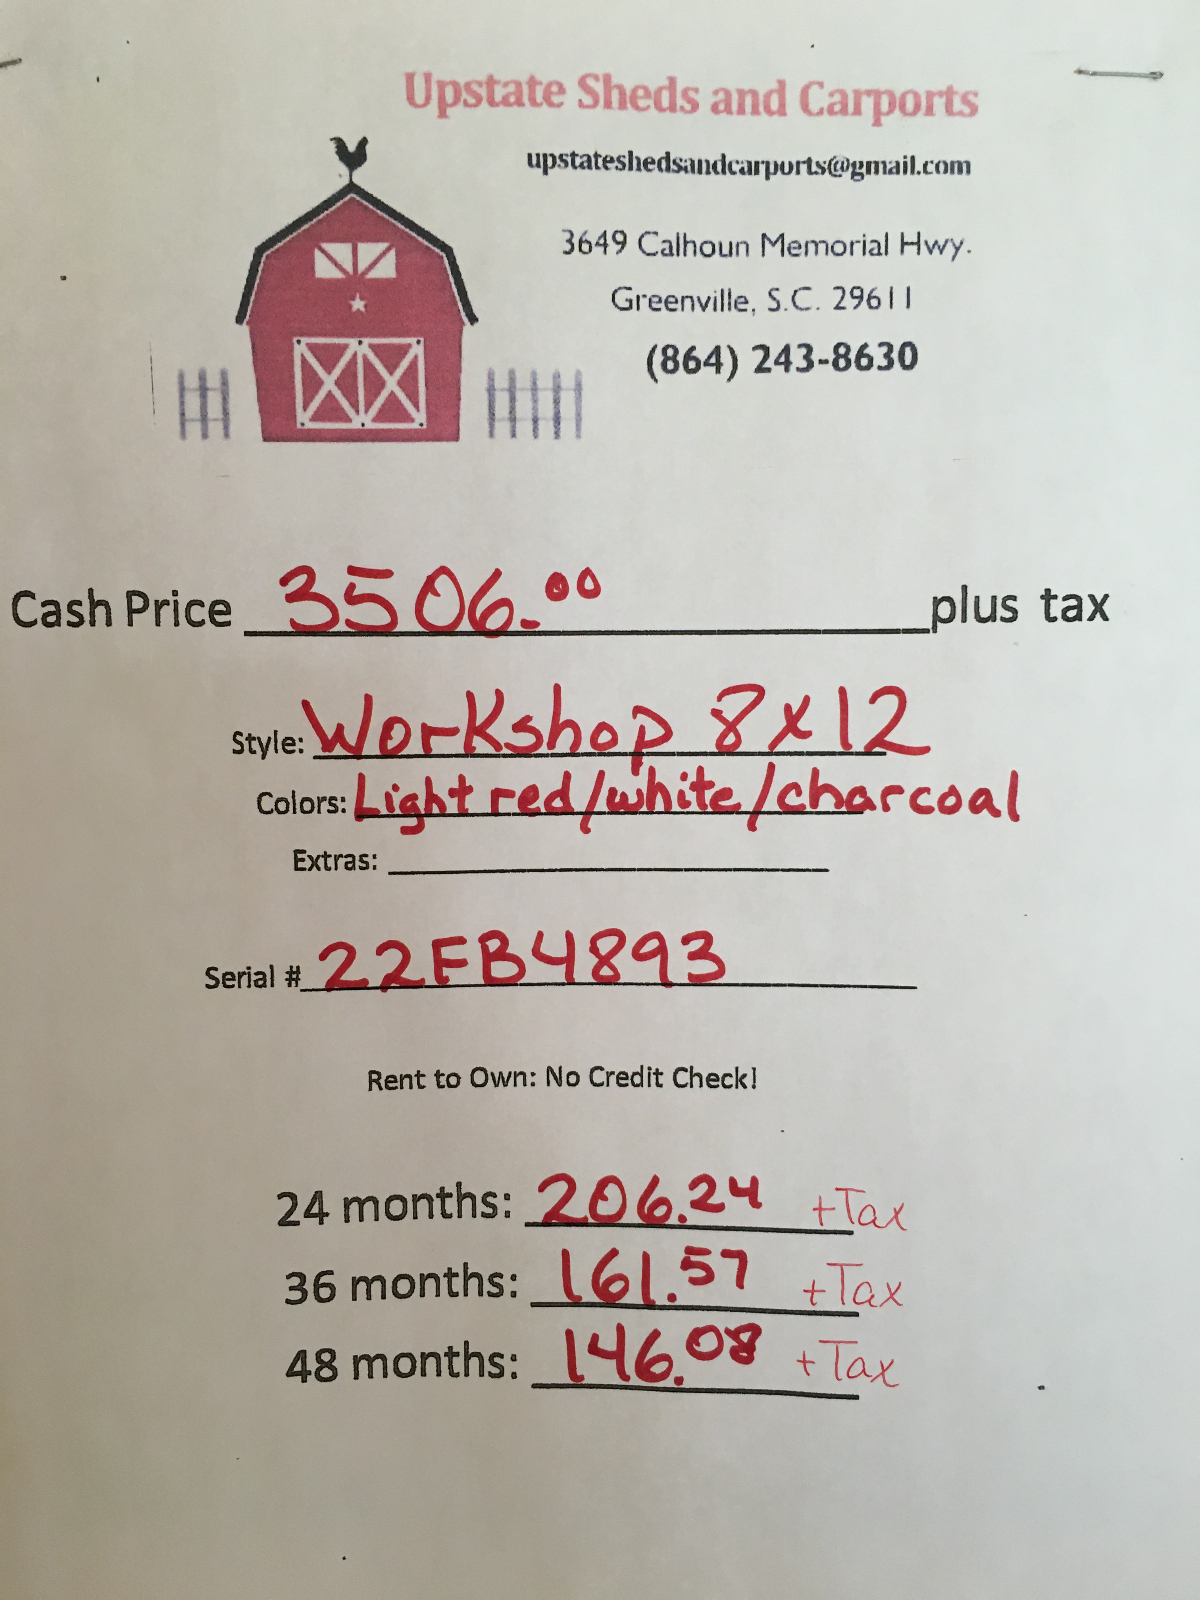 Upstate Sheds and Carports
upstateshedsandcarports@gmail.com
3649 Calhoun Memorial Hwy.
Greenville, S.C. 29611
(864) 243-8630
Cash Price 3506.00 plus tax
Style: Workshop 8x12
Colors: Light red/white/charcoal
Extras:
Serial # 22FB4893
Rent to Own: No Credit Check!
24 months: 206.24 +Tax
36 months: 161.57 +Tax
48 months: 146.08 +Tax